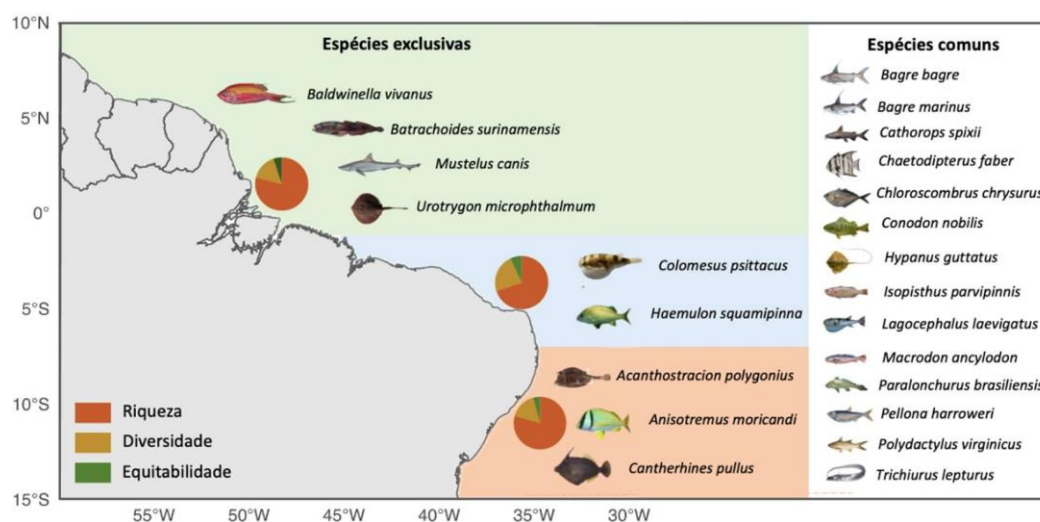 Espécies exclusivas
Baldwinella vivanus
Batrachoides surinamensis
Mustelus canis
Urotrygon microphthalmum
Colomesus psittacus
Haemulon squamipinna
Acanthostracion polygonius
Anisotremus moricandi
Cantherhines pullus
Riqueza
Diversidade
Equitabilidade
10°N
5°N
0°
5°S
10°S
15°S
55°W 50°W 45°W 40°W 35°W 30°W
Espécies comuns
Bagre bagre
Bagre marinus
Cathorops spixii
Chaetodipterus faber
Chloroscombrus chrysurus
Conodon nobilis
Hypanus guttatus
Isopisthus parvipinnis
Lagocephalus laevigatus
Macrodon ancylodon
Paralonchurus brasiliensis
Pellona harroweri
Polydactylus virginicus
Trichiurus lepturus